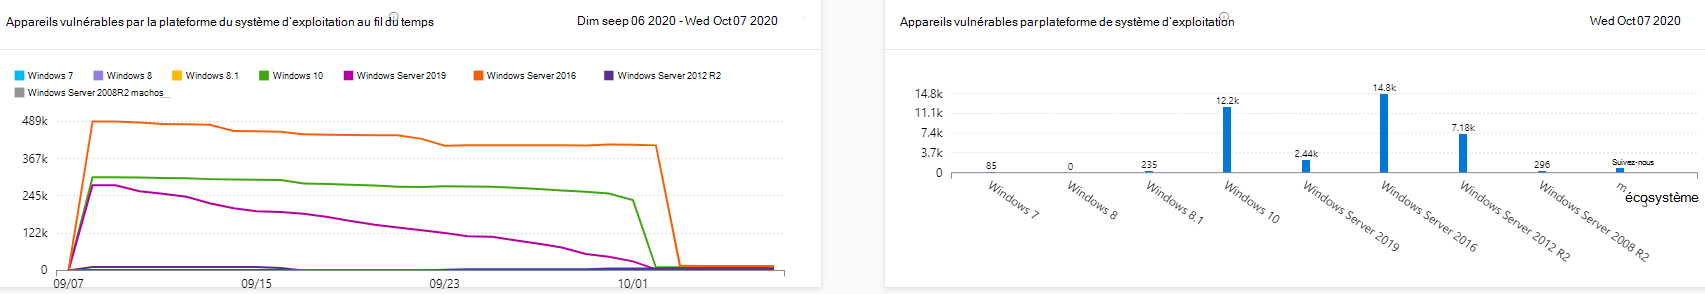 Appareils vulnérables par la plateforme du système d'exploitation au fil du temps
Dim seep 06 2020 - Wed Oct 07 2020
Windows 7
Windows 8
Windows 8.1
Windows 10
Windows Server 2019
Windows Server 2016
Windows Server 2012 R2
Windows Server 2008R2 machos_
489k
367k
245k
122k
0
09/07
09/15
09/23
10/01
Appareils vulnérables par plateforme de système d'exploitation
Wed Oct 07 2020
14.8k
11.1k
7.4k
3.7k
0
85
0
235
12.2k
2.44k
14.8k
7.18k
296
Suivez-nous
Windows 7
Windows 8
Windows 8.1
Windows 10
Windows Server 2019
Windows Server 2016
Windows Server 2012 R2
Windows Server 2008 R2
écosystème